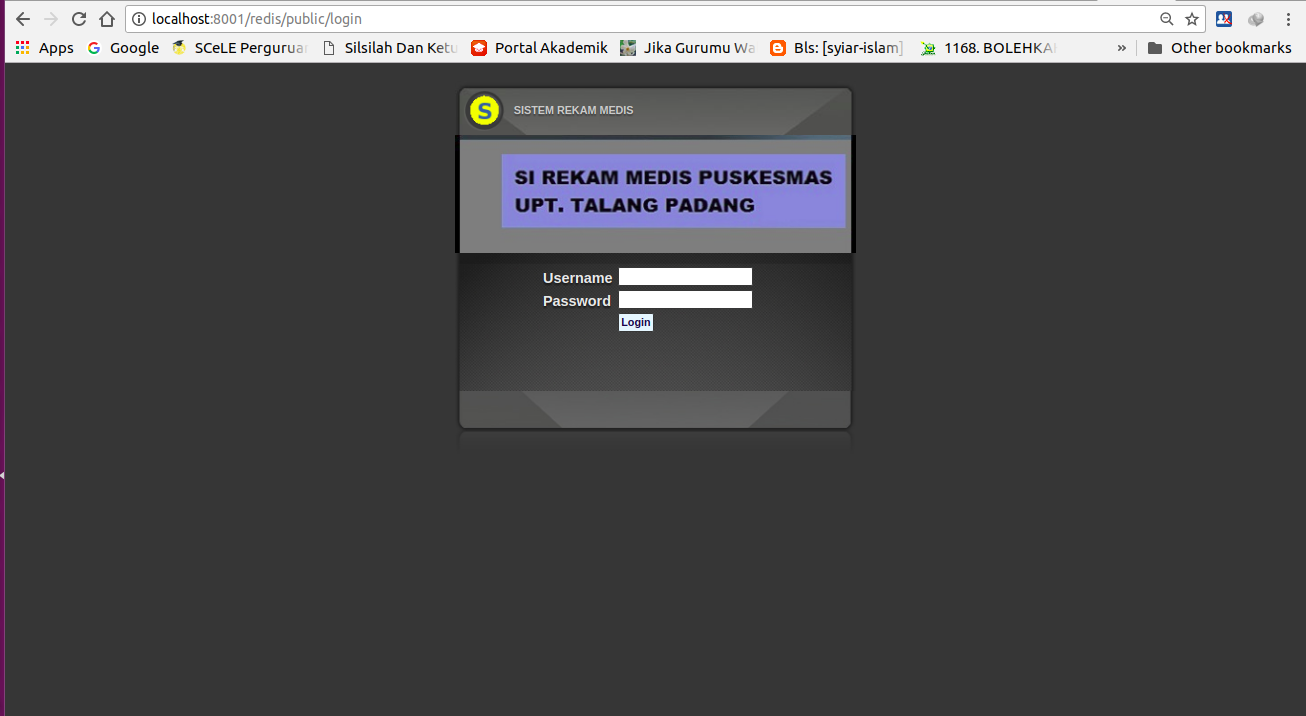 localhost:8001/redis/public/login
Apps Google SCeLE Perguruan Silsilah Dan Ketu Portal Akademik Jika Gurumu Wa Bls: [syiar-islam] 1168. BOLEHKA » Other bookmarks
S SISTEM REKAM MEDIS
SI REKAM MEDIS PUSKESMAS
UPT. TALANG PADANG
Username
Password
Login